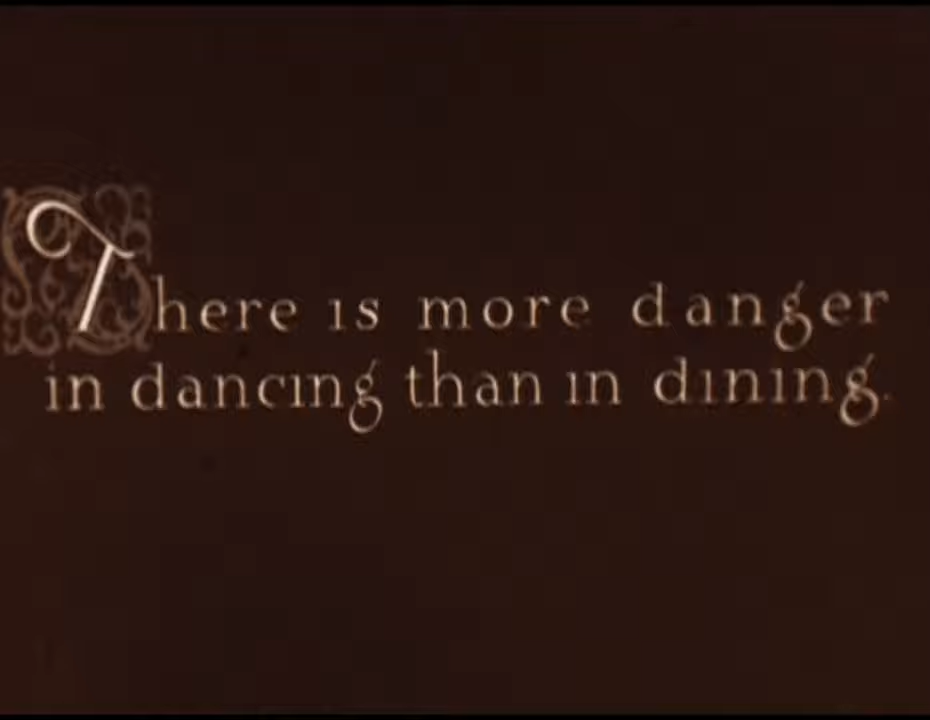 There is more danger
in dancing than in dining.